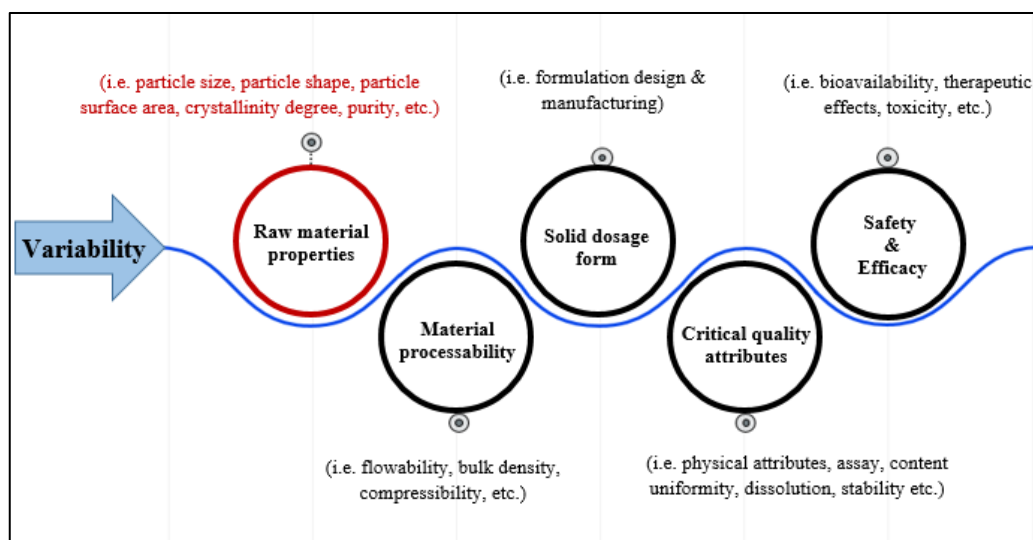 (i.e. particle size, particle shape, particle
surface area, crystallinity degree, purity, etc.)
(i.e. formulation design &
manufacturing)
(i.e. bioavailability, therapeutic
effects, toxicity, etc.)
Variability
Raw material
properties
Solid dosage
form
Safety
&
Efficacy
Material
processability
Critical quality
attributes
(i.e. flowability, bulk density,
compressibility, etc.)
(i.e. physical attributes, assay, content
uniformity, dissolution, stability etc.)